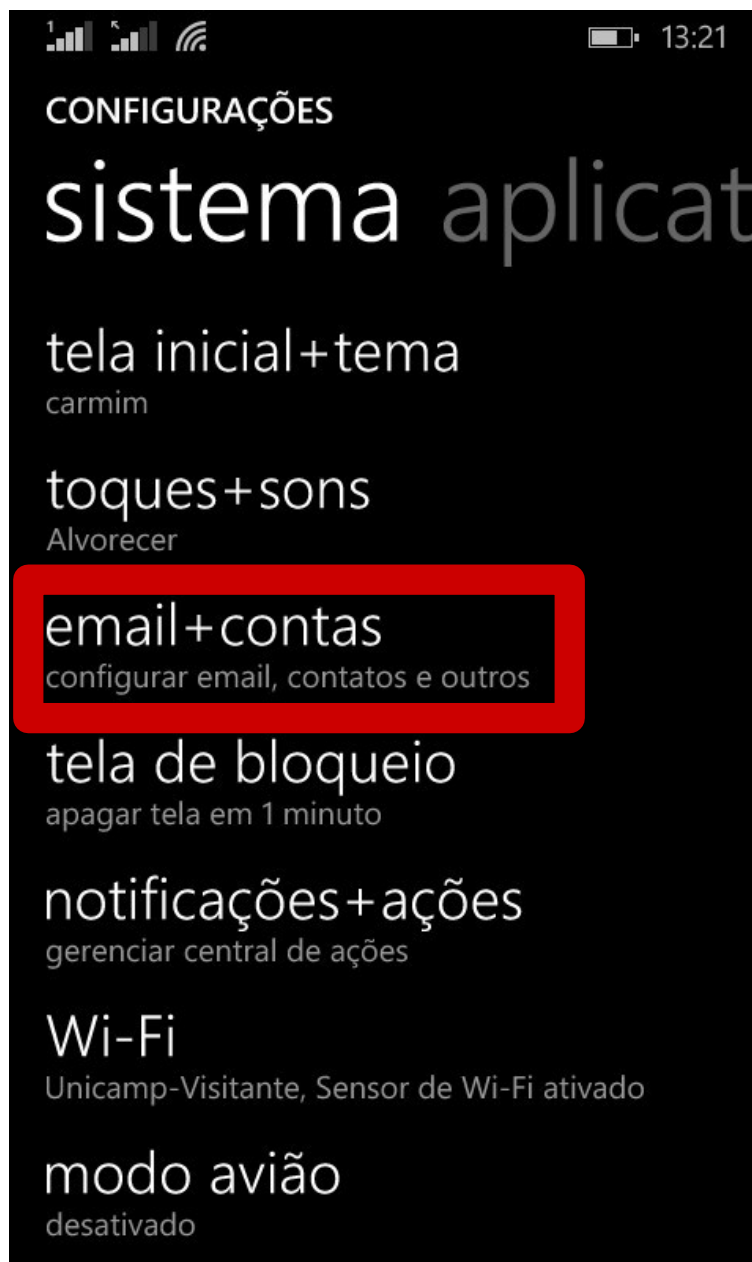 1
13:21
CONFIGURAÇÕES
sistema aplicat
tela inicial+tema
carmim
toques+sons
Alvorecer
email+contas
configurar email, contatos e outros
tela de bloqueio
apagar tela em 1 minuto
notificações+ações
gerenciar central de ações
Wi-Fi
Unicamp-Visitante, Sensor de Wi-Fi ativado
modo avião
desativado